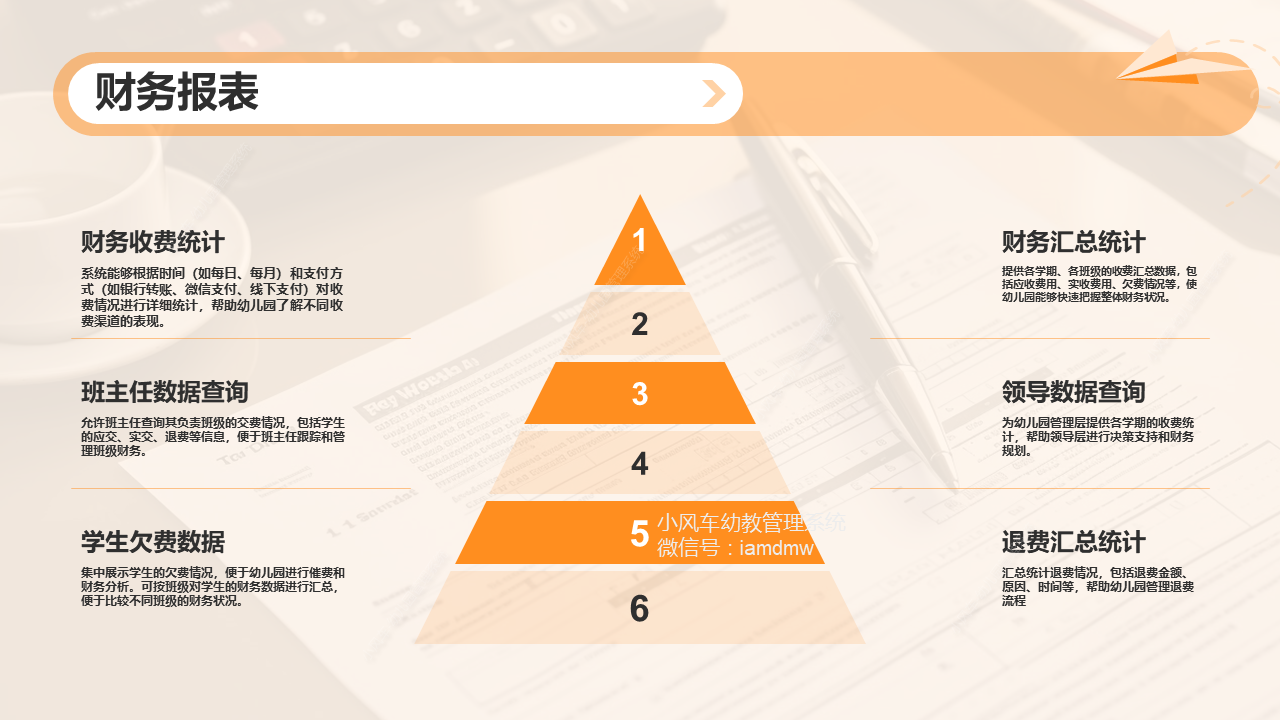 财务报表
财务收费统计
系统能够根据时间（如每日、每月）和支付方
式（如银行转账、微信支付、线下支付）对收
费情况进行详细统计，帮助幼儿园了解不同收
费渠道的表现。
班主任数据查询
允许班主任查询其负责班级的交费情况，包括学生
的应交、实交、退费等信息，便于班主任跟踪和管
理班级财务。
学生欠费数据
集中展示学生的欠费情况，便于幼儿园进行催费和
财务分析。可按班级对学生的财务数据进行汇总，
便于比较不同班级的财务状况。
1
2
3
4
5
6
小风车幼教管理系统
微信号：iamdmw
财务汇总统计
提供各学期、各班级的收费汇总数据，包
括应收费用、实收费用、欠费情况等，使
幼儿园能够快速把握整体财务状况。
领导数据查询
为幼儿园管理层提供各学期的收费统
计，帮助领导层进行决策支持和财务
规划。
退费汇总统计
汇总统计退费情况，包括退费金额、
原因、时间等，帮助幼儿园管理退费
流程